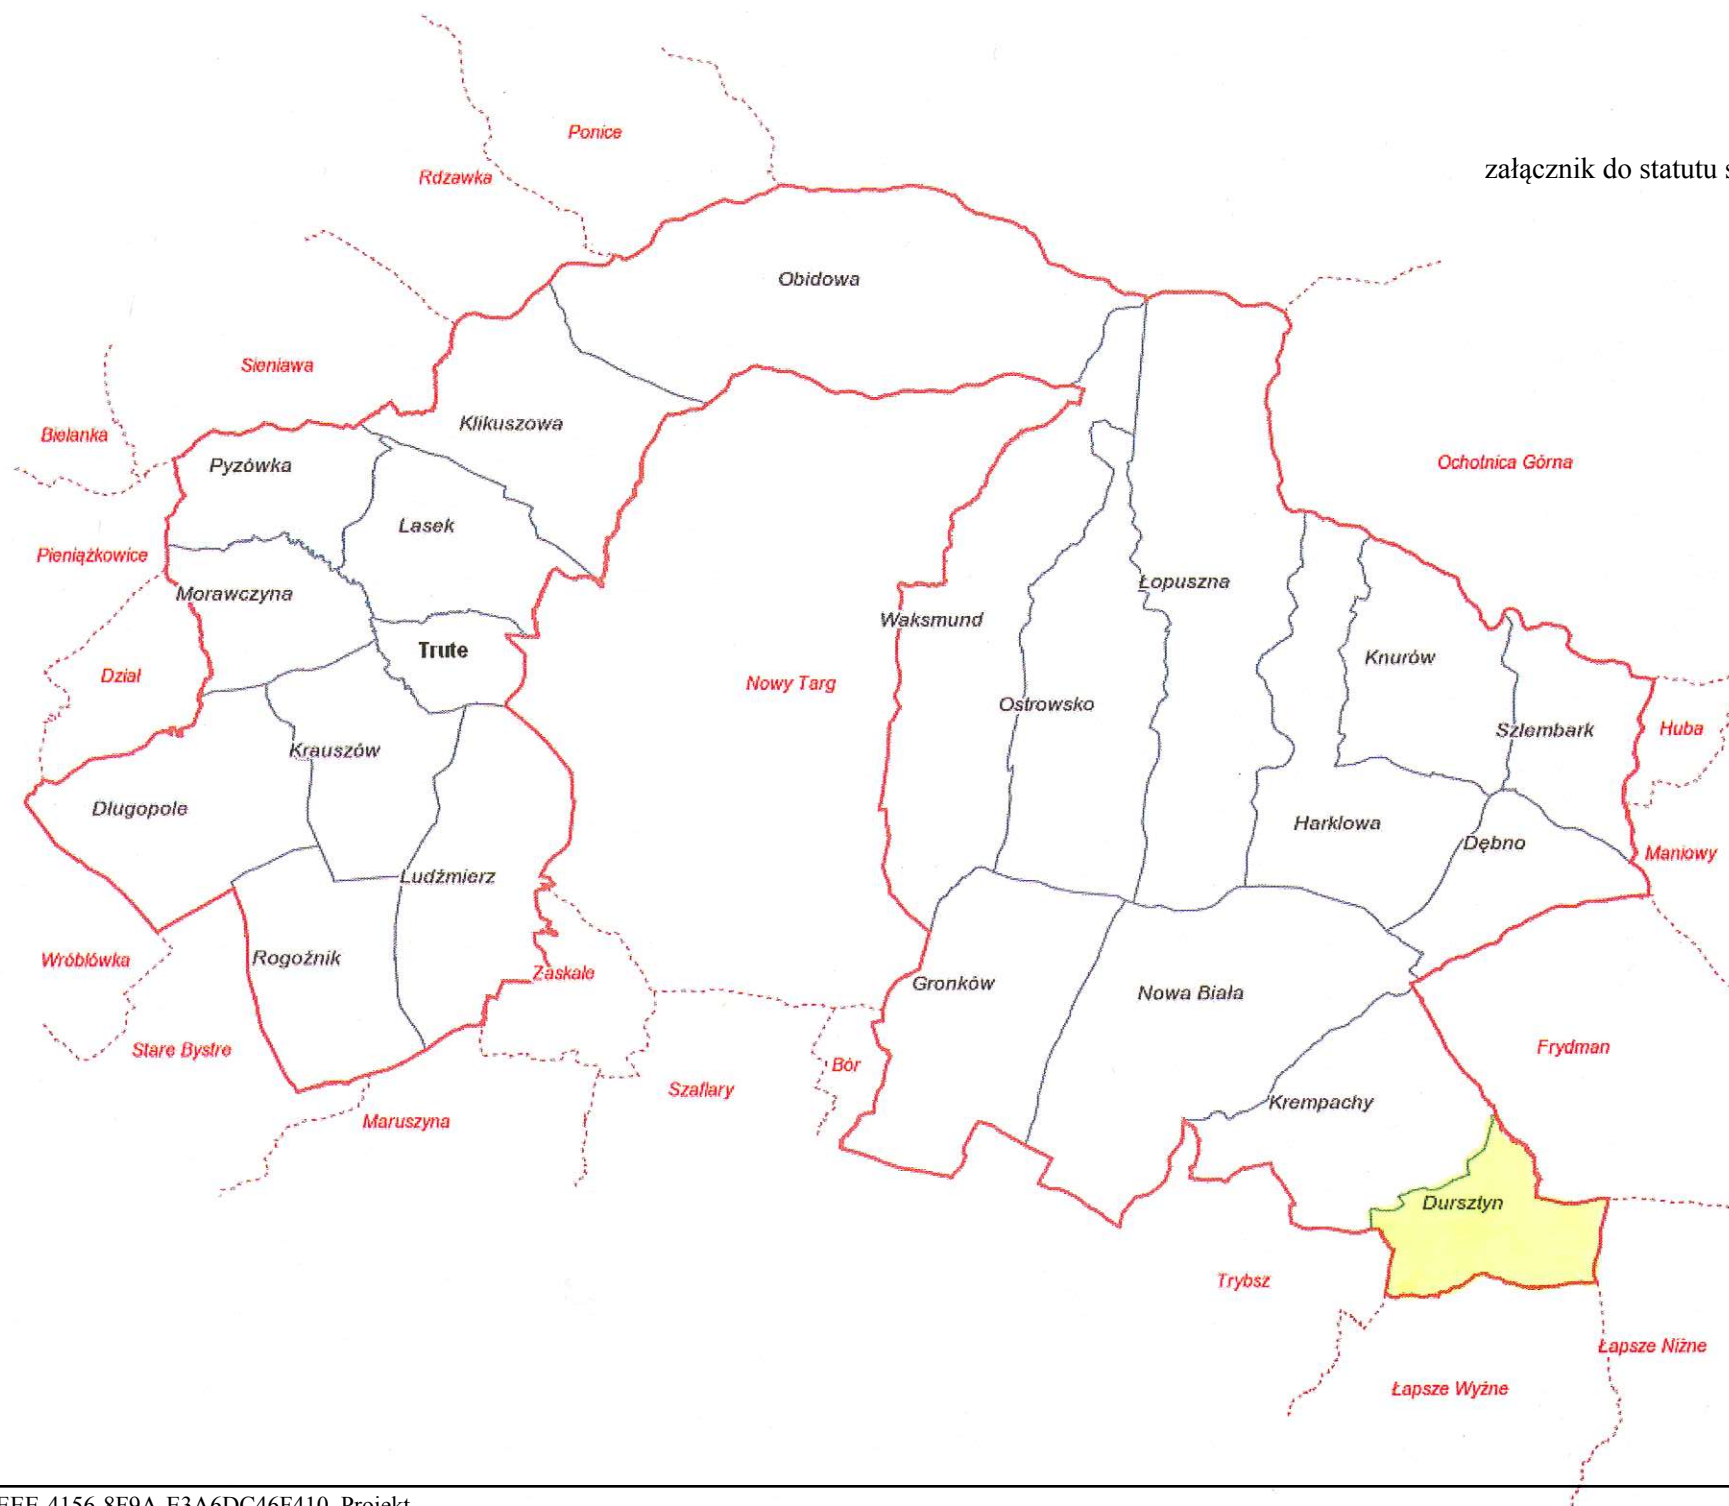 Ponice
załącznik do statutu
Rdzawka
Obidowa
Sieniawa
Klikuszowa
Bielanka
Pyzówka
Ochotnica Górna
Lasek
Pieniążkowice
Łopuszna
Morawczyna
Waksmund
Trute
Knurów
Dział
Nowy Targ
Ostrowsko
Szlembark
Huba
Krauszów
Długopole
Harklowa
Dębno
Maniowy
Ludźmierz
Rogoźnik
Wróblówka
Zaskale
Gronków
Nowa Biała
Stare Bystre
Frydman
Bór
Szaflary
Krempachy
Maruszyna
Dursztyn
Trybsz
Łapsze Niżne
Łapsze Wyżne
Projekt